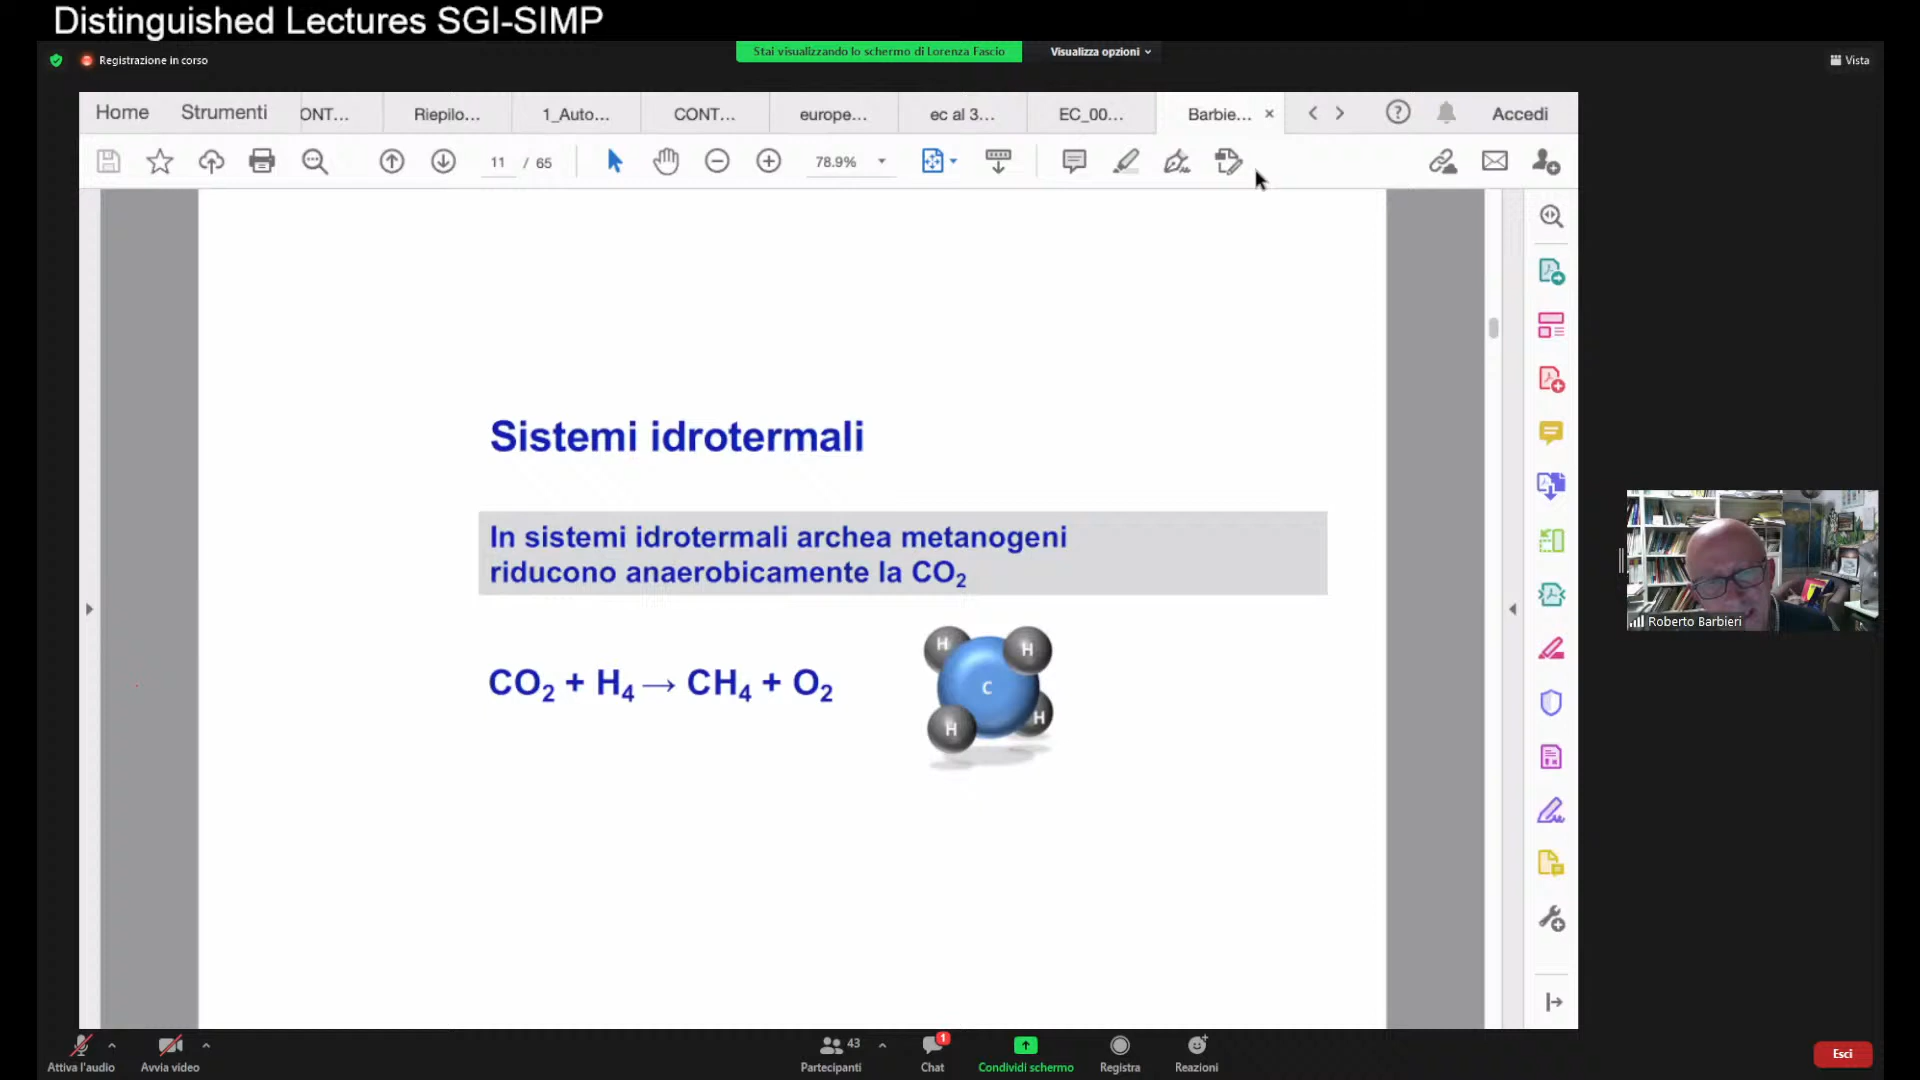 Distinguished Lectures SGI-SIMP
Stai visualizzando lo schermo di Lorenza Fascio
Visualizza opzioni
Registrazione in corso
Vista
Home Strumenti ONT... Riepilo... 1_Auto... CONT... europe... ec al 3... EC_00... Barbie... × Accedi
11 / 65 78.9%
Sistemi idrotermali
In sistemi idrotermali archea metanogeni
riducono anaerobicamente la CO₂
CO₂ + H₄ → CH₄ + O₂
H H
C
H H
Roberto Barbieri
43 1
Attiva l'audio Avvia video Partecipanti Chat Condividi schermo Registra Reazioni Esci